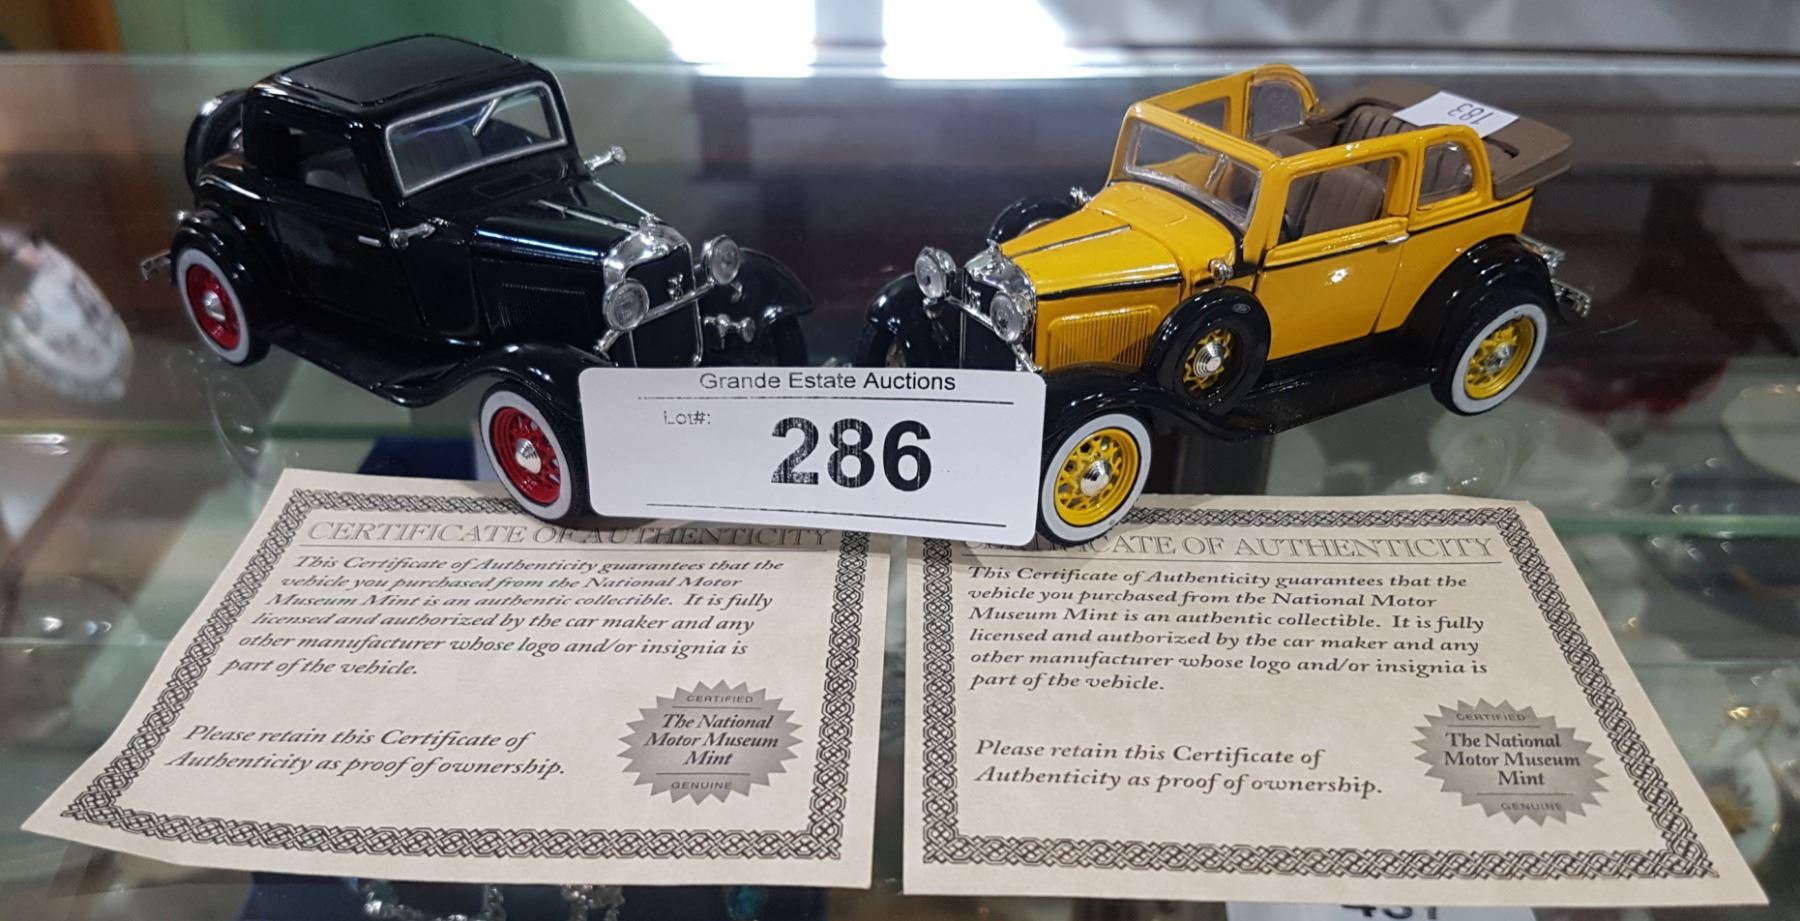 183
Grande Estate Auctions
Lot#:
286
CERTIFICATE OF AUTHENTICITY
This Certificate of Authenticity guarantees that the
vehicle you purchased from the National Motor
Museum Mint is an authentic collectible. It is fully
licensed and authorized by the car maker and any
other manufacturer whose logo and/or insignia is
part of the vehicle.
Please retain this Certificate of
Authenticity as proof of ownership.
CERTIFIED
The National
Motor Museum
Mint
GENUINE
CERTIFICATE OF AUTHENTICITY
This Certificate of Authenticity guarantees that the
vehicle you purchased from the National Motor
Museum Mint is an authentic collectible. It is fully
licensed and authorized by the car maker and any
other manufacturer whose logo and/or insignia is
part of the vehicle.
Please retain this Certificate of
Authenticity as proof of ownership.
CERTIFIED
The National
Motor Museum
Mint
GENUINE